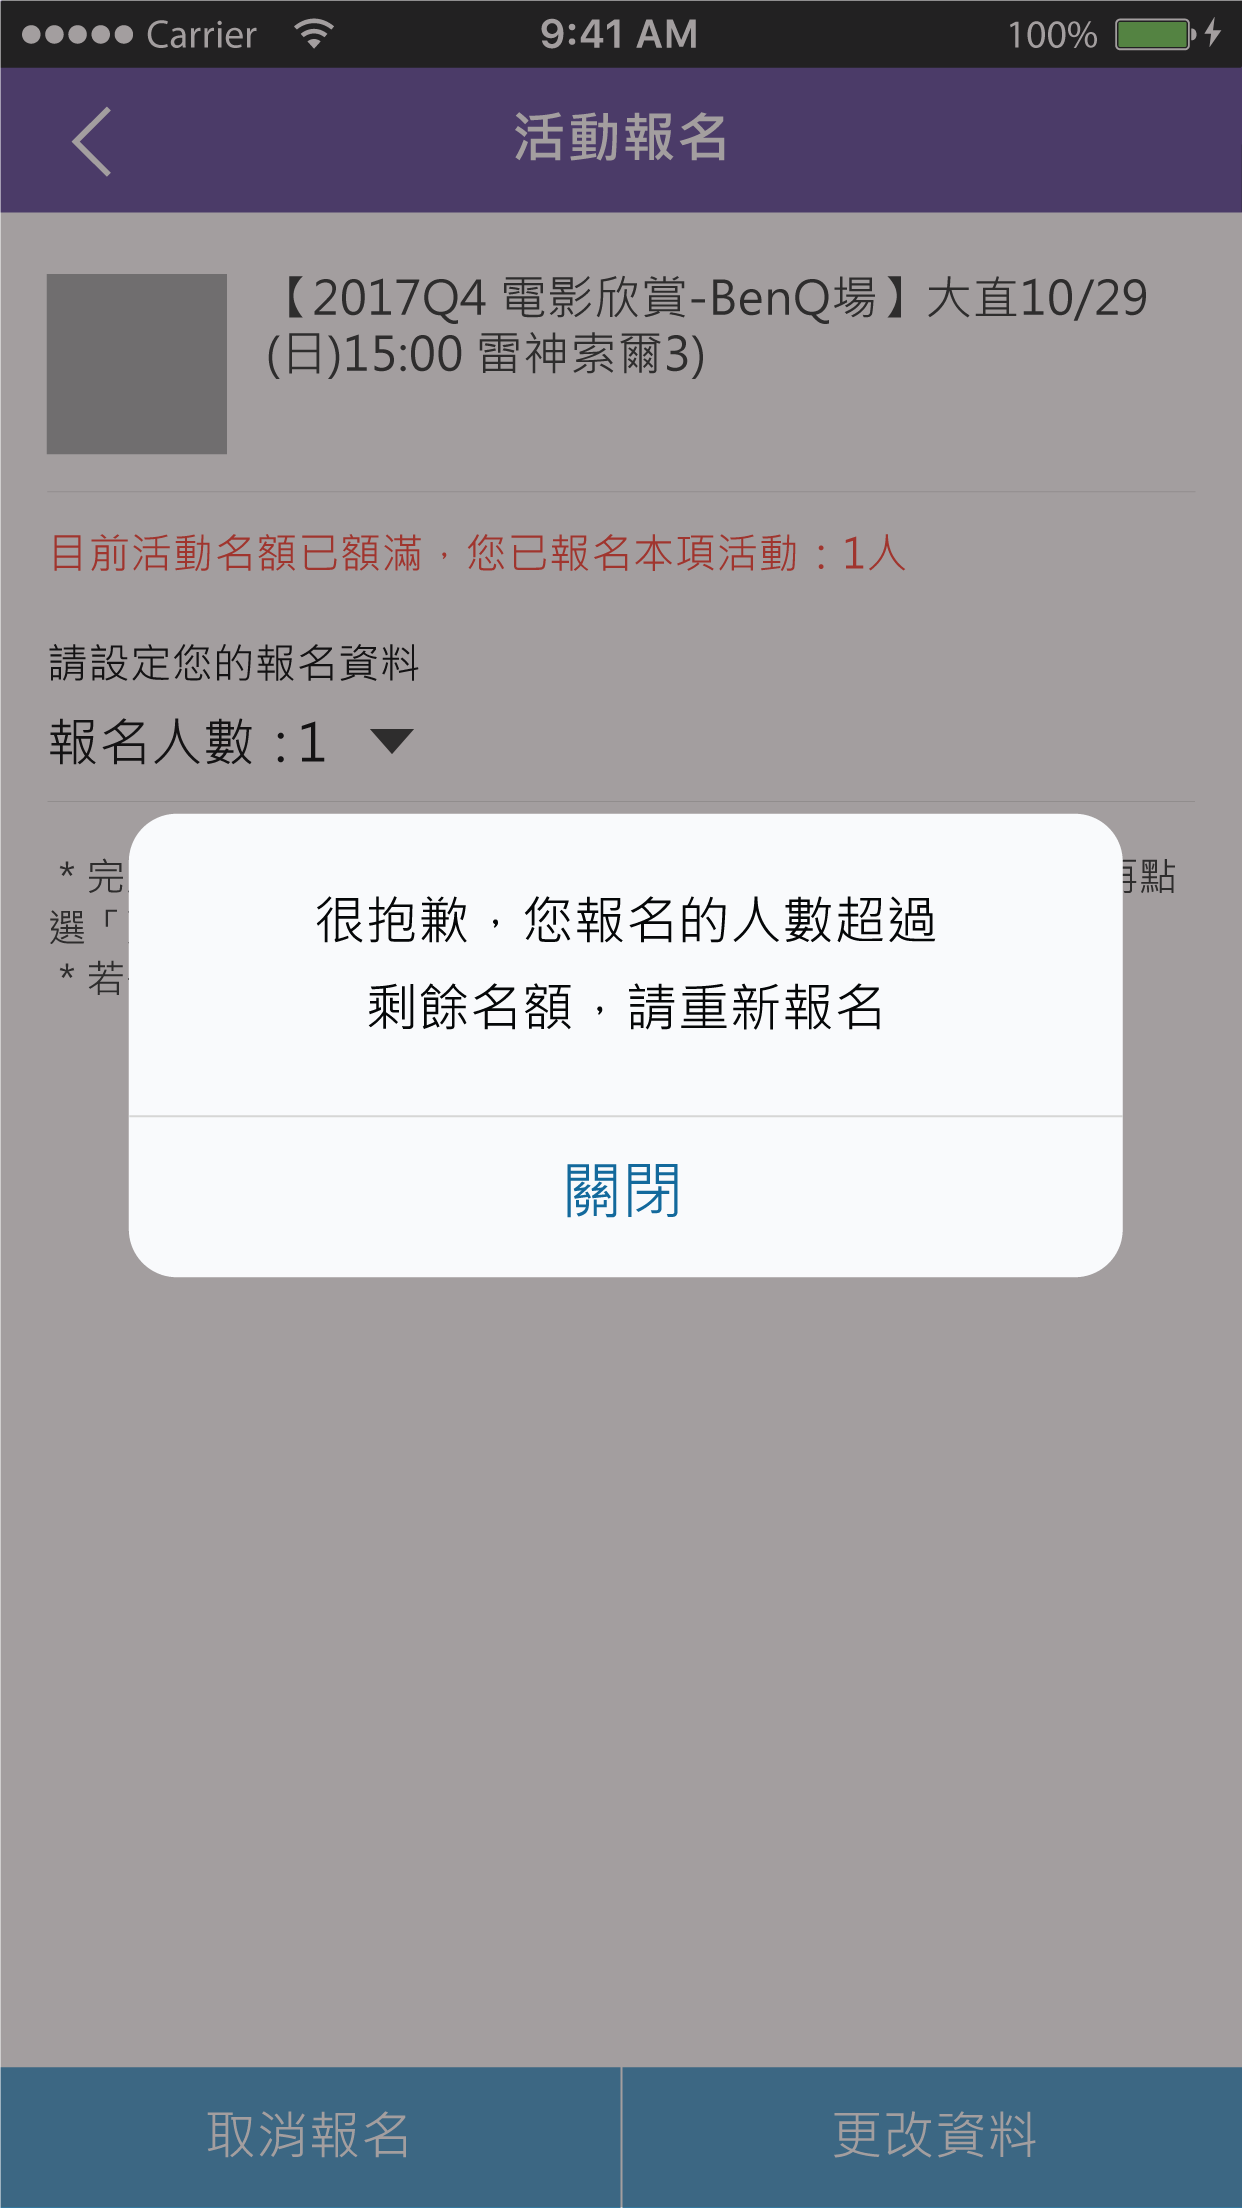 Carrier 9:41 AM 100%
活動報名
【2017Q4 電影欣賞-BenQ場】大直10/29
(日)15:00 雷神索爾3)
目前活動名額已額滿，您已報名本項活動：1人
請設定您的報名資料
報名人數：1
* 完
再點
選「
* 若
很抱歉，您報名的人數超過
剩餘名額，請重新報名
關閉
取消報名
更改資料